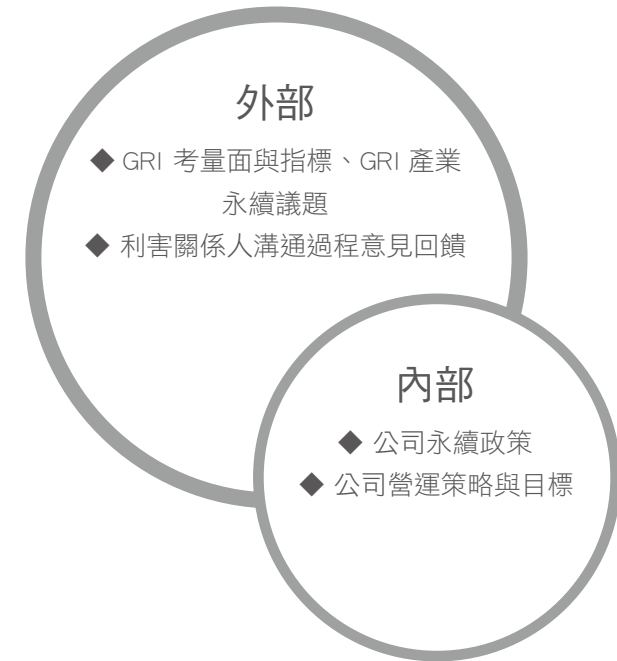 外部
◆ GRI 考量面與指標、GRI 產業
永續議題
◆ 利害關係人溝通過程意見回饋
內部
◆ 公司永續政策
◆ 公司營運策略與目標